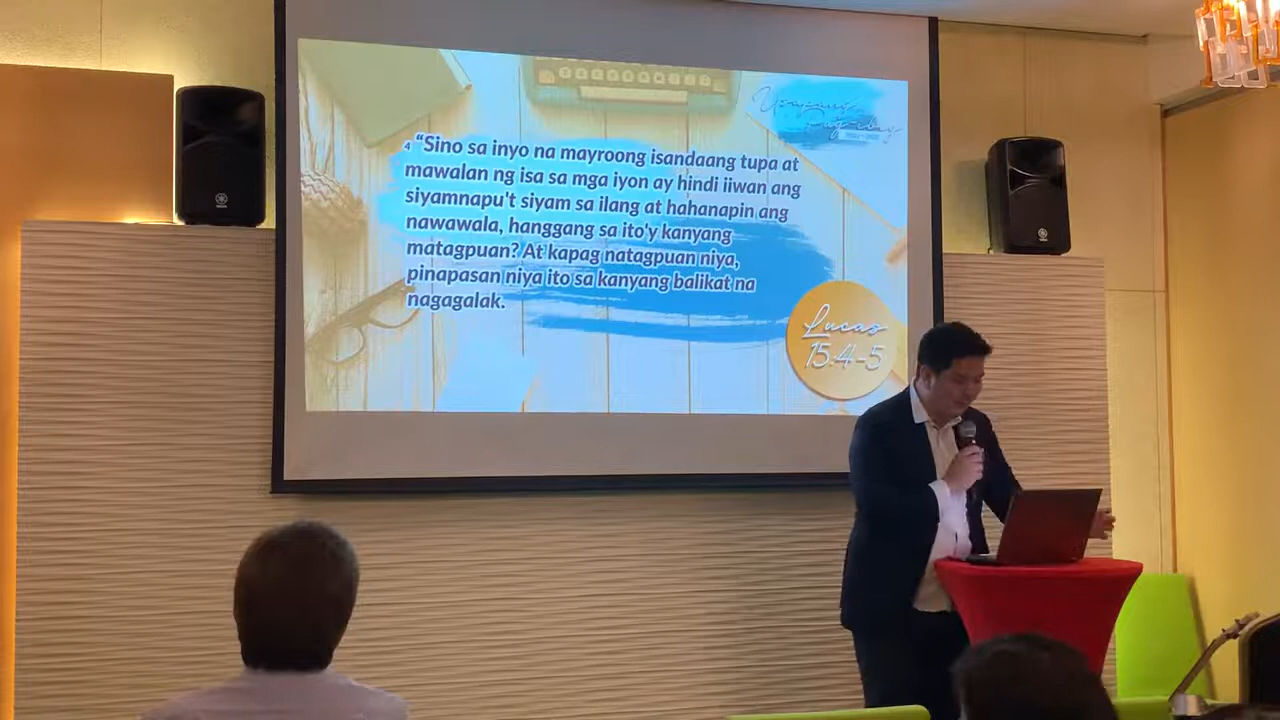 4 “Sino sa inyo na mayroong isandaang tupa at
mawalan ng isa sa mga iyon ay hindi iiwan ang
siyamnapu't siyam sa ilang at hahanapin ang
nawawala, hanggang sa ito'y kanyang
matagpuan? At kapag natagpuan niya,
pinapasan niya ito sa kanyang balikat na
nagagalak.
Lucas
15:4-5